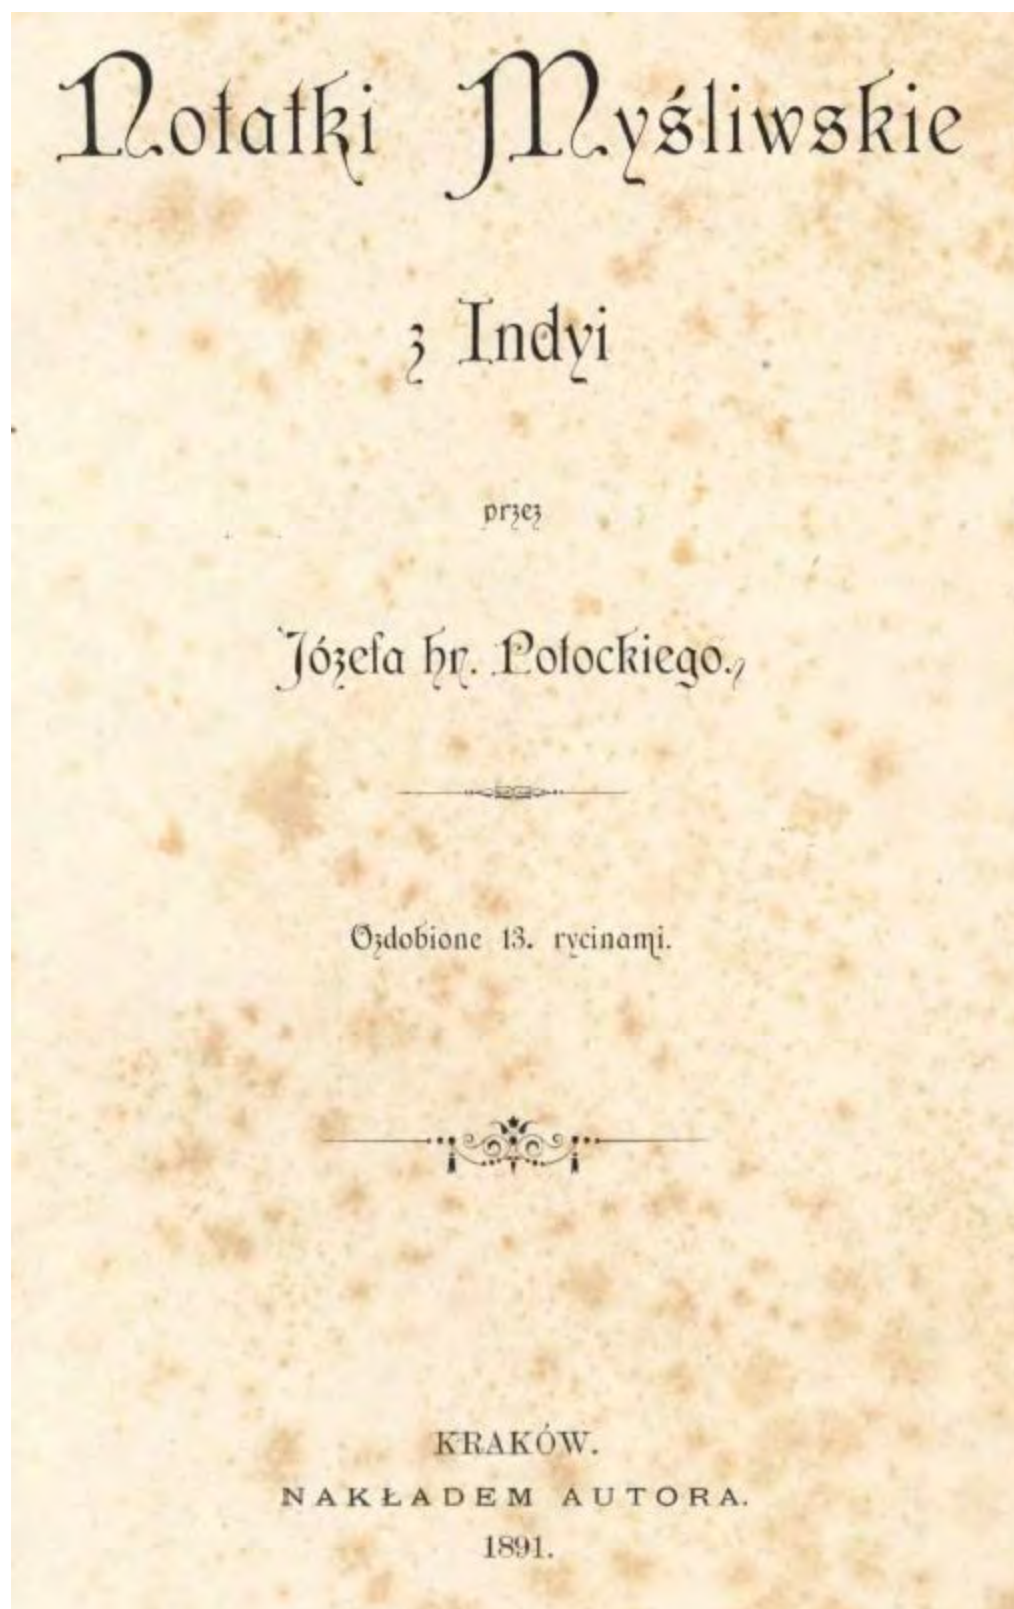 Notatki Myśliwskie
z Indyi
przez
Józefa hr. Potockiego.
Ozdobione 13. rycinami.
KRAKÓW.
NAKŁADEM AUTORA.
1891.